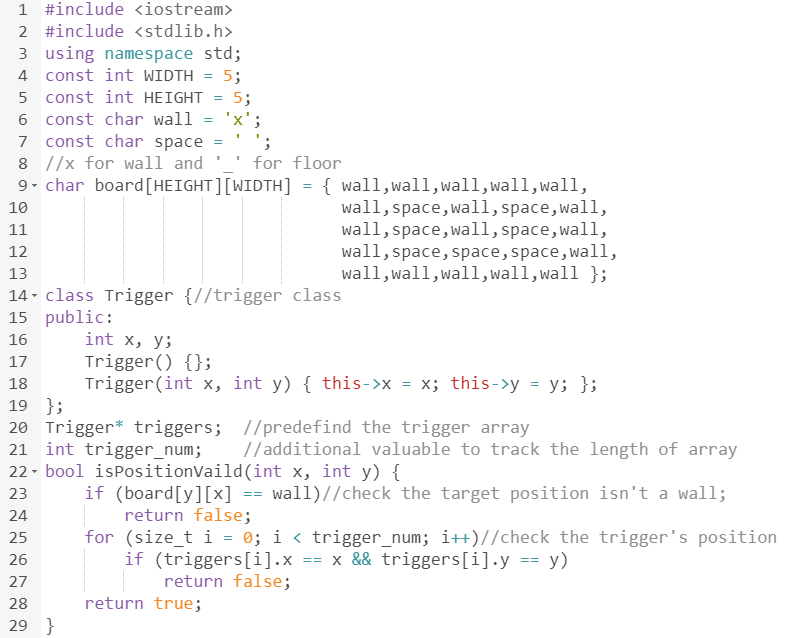 1 #include <iostream>
2 #include <stdlib.h>
3 using namespace std;
4 const int WIDTH = 5;
5 const int HEIGHT = 5;
6 const char wall = 'x';
7 const char space = ' ';
8 //x for wall and '_' for floor
9 char board[HEIGHT][WIDTH] = { wall,wall,wall,wall,wall,
10                               wall,space,wall,space,wall,
11                               wall,space,wall,space,wall,
12                               wall,space,space,space,wall,
13                               wall,wall,wall,wall,wall };
14 class Trigger {//trigger class
15 public:
16     int x, y;
17     Trigger() {};
18     Trigger(int x, int y) { this->x = x; this->y = y; };
19 };
20 Trigger* triggers;  //predefind the trigger array
21 int trigger_num;    //additional valuable to track the length of array
22 bool isPositionVaild(int x, int y) {
23     if (board[y][x] == wall)//check the target position isn't a wall;
24         return false;
25     for (size_t i = 0; i < trigger_num; i++)//check the trigger's position
26         if (triggers[i].x == x && triggers[i].y == y)
27             return false;
28     return true;
29 }